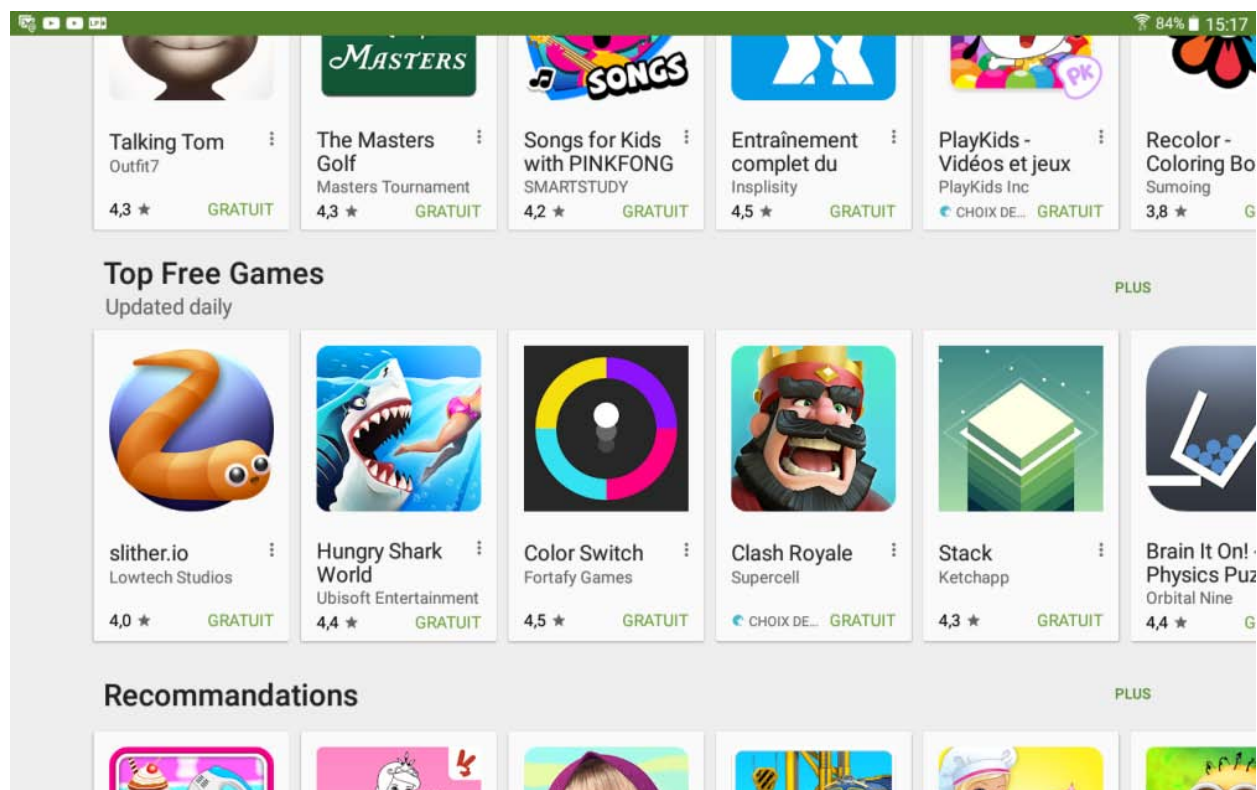 84% 15:17
MASTERS
SONGS
PK
Talking Tom
Outfit7
4,3 ★ GRATUIT
The Masters
Golf
Masters Tournament
4,3 ★ GRATUIT
Songs for Kids
with PINKFONG
SMARTSTUDY
4,2 ★ GRATUIT
Entraînement
complet du
Insplisity
4,5 ★ GRATUIT
PlayKids -
Vidéos et jeux
PlayKids Inc
CHOIX DE... GRATUIT
Recolor -
Coloring Bo
Sumoing
3,8 ★ G
Top Free Games
Updated daily
PLUS
slither.io
Lowtech Studios
4,0 ★ GRATUIT
Hungry Shark
World
Ubisoft Entertainment
4,4 ★ GRATUIT
Color Switch
Fortafy Games
4,5 ★ GRATUIT
Clash Royale
Supercell
CHOIX DE... GRATUIT
Stack
Ketchapp
4,3 ★ GRATUIT
Brain It On! -
Physics Puz
Orbital Nine
4,4 ★ G
Recommandations
PLUS